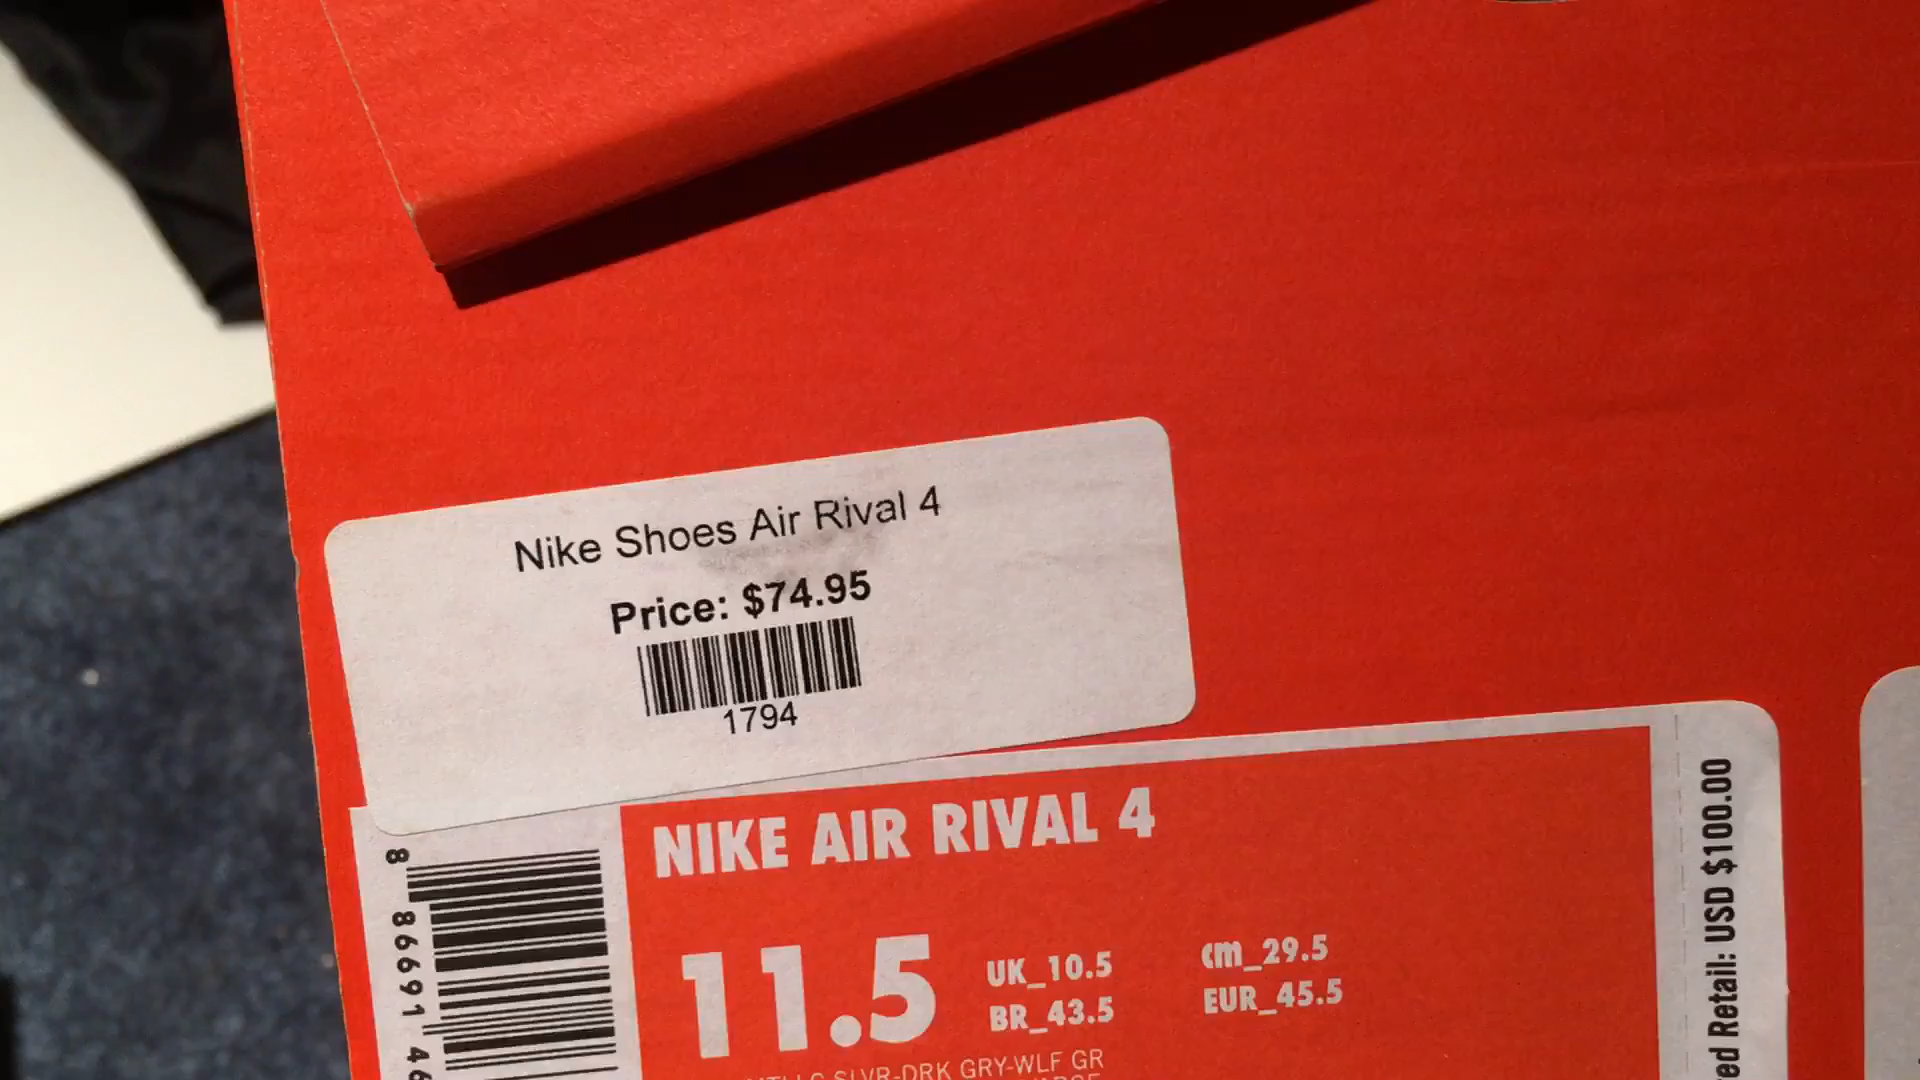 Nike Shoes Air Rival 4
Price: $74.95
1794
NIKE AIR RIVAL 4
8 86691 46
11.5
UK_10.5
cm_29.5
BR_43.5
EUR_45.5
SLVR-DRK GRY-WLF GR
Retail: USD $100.00